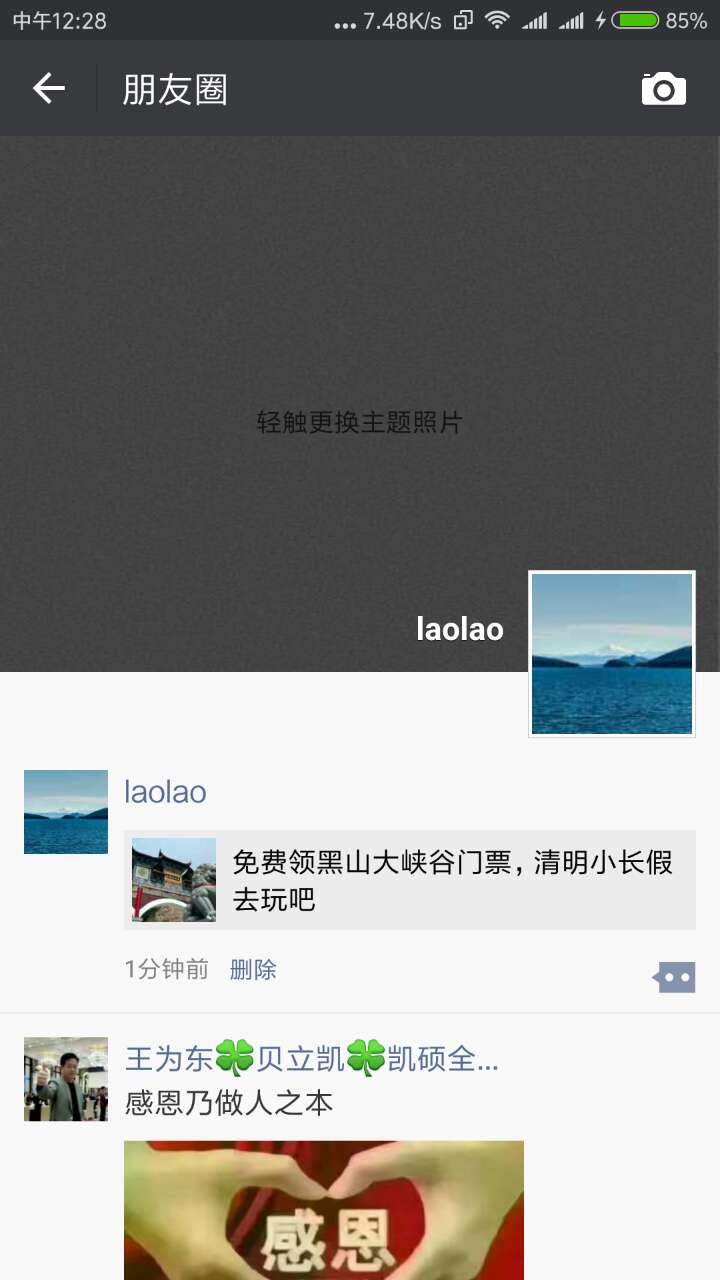 中午12:28
... 7.48K/s
85%
朋友圈
轻触更换主题照片
laolao
laolao
免费领黑山大峡谷门票，清明小长假
去玩吧
1分钟前 删除
王为东🍀贝立凯🍀凯硕全...
感恩乃做人之本
感恩